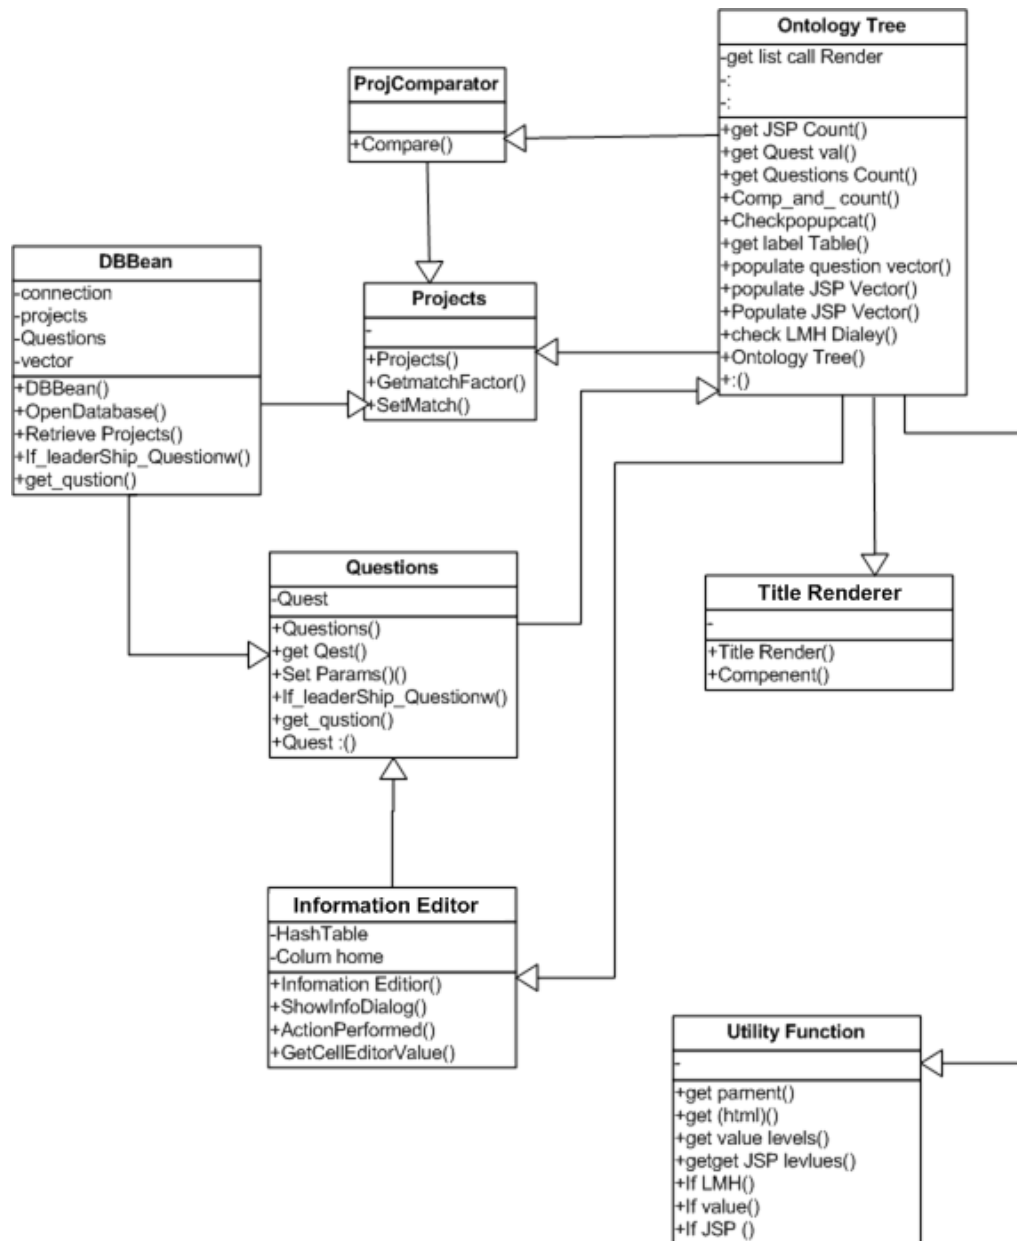 Ontology Tree
-get list call Render
-:
-:
+get JSP Count()
+get Quest val()
+get Questions Count()
+Comp_and_ count()
+Checkpopupcat()
+get label Table()
+populate question vector()
+populate JSP Vector()
+Populate JSP Vector()
+check LMH Dialey()
+Ontology Tree()
+:()
ProjComparator
+Compare()
DBBean
-connection
-projects
-Questions
-vector
+DBBean()
+OpenDatabase()
+Retrieve Projects()
+If_leaderShip_Questionw()
+get_qustion()
Projects
-
+Projects()
+GetmatchFactor()
+SetMatch()
Questions
-Quest
+Questions()
+get Qest()
+Set Params()()
+If_leaderShip_Questionw()
+get_qustion()
+Quest :()
Title Renderer
-
+Title Render()
+Compenent()
Information Editor
-HashTable
-Colum home
+Infomation Editior()
+ShowInfoDialog()
+ActionPerformed()
+GetCellEditorValue()
Utility Function
-
+get parnent()
+get (html)()
+get value levels()
+getget JSP levlues()
+If LMH()
+If value()
+If JSP ()